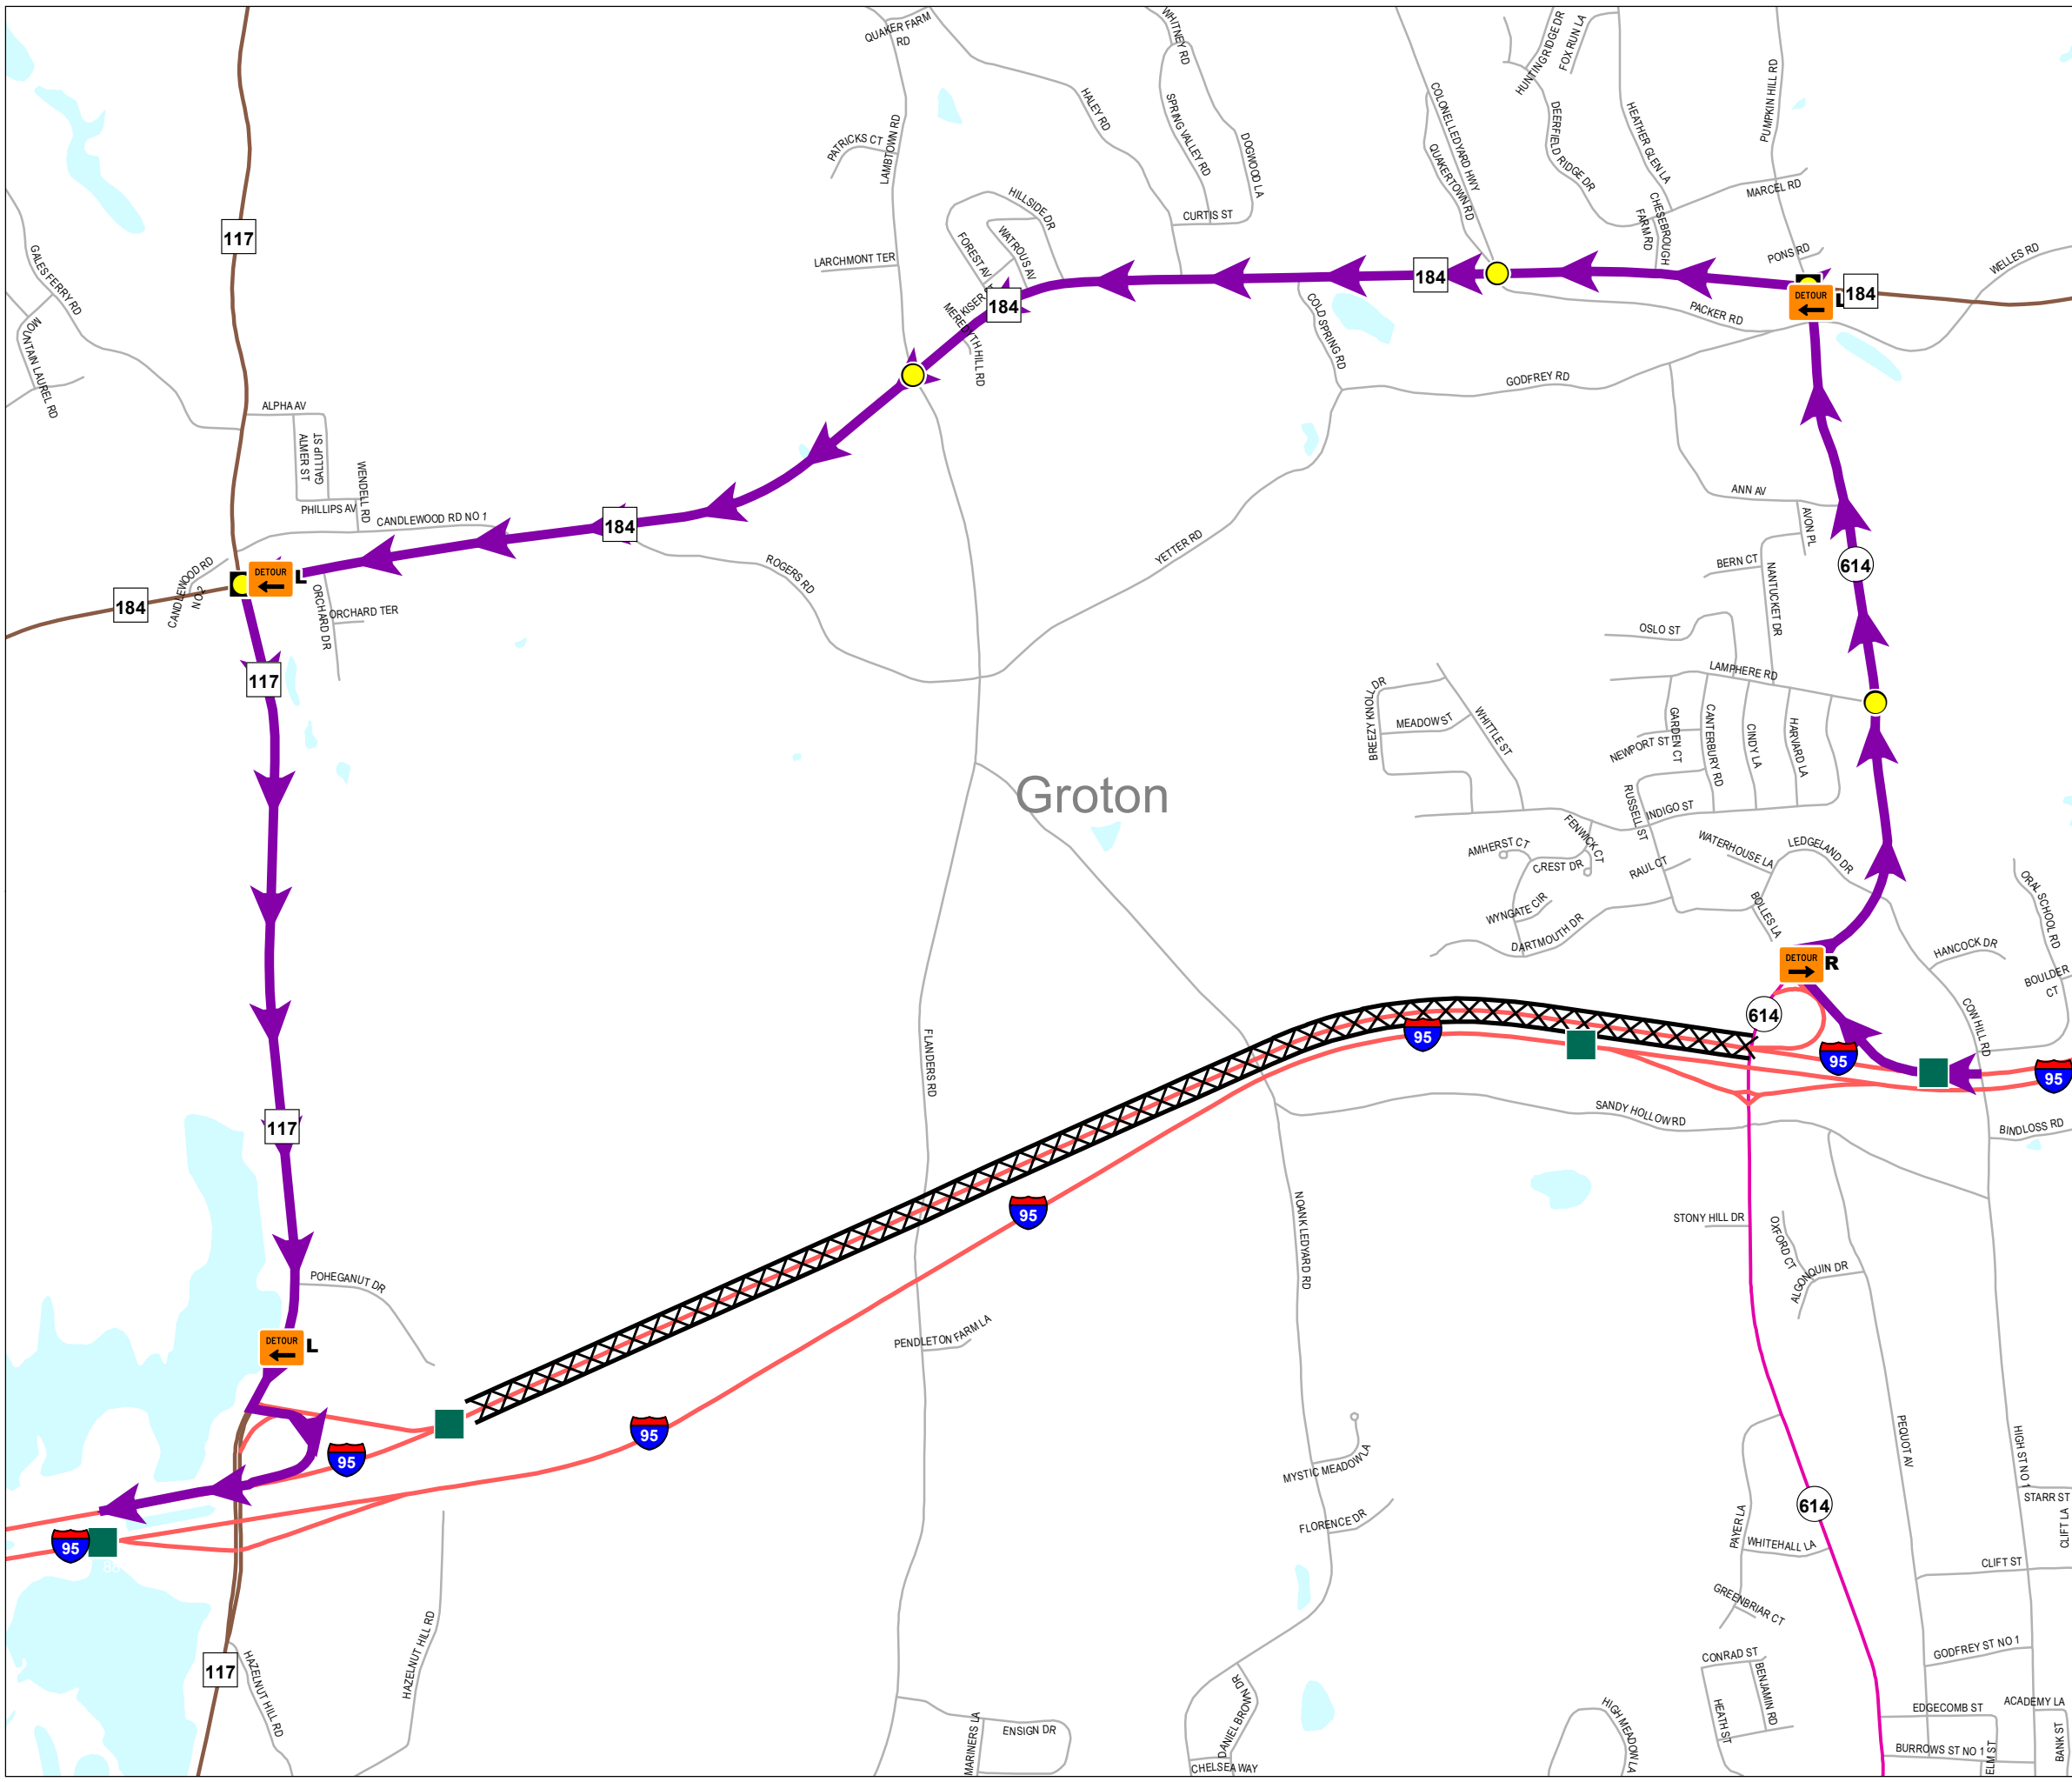 QUAKER FARM
RD
WHITNEY RD
HUNTING RIDGE DR
FOX RUN LA
PUMPKIN HILL RD
HALEY RD
SPRING VALLEY RD
DOGWOOD LA
COLONEL LEDYARD HWY
QUAKERTOWN RD
DEERFIELD RIDGE DR
HEATHER GLEN LA
PATRICKS CT
LAMBTOWN RD
MARCEL RD
CHESEBROUGH
FARM RD
HILLSIDE DR
CURTIS ST
117
GALES FERRY RD
LARCHMONT TER
FOREST AV
WATROUS AV
PONS RD
WELLES RD
184
184
DETOUR
L
184
KISER
MEREDYTH HILL RD
COLD SPRING RD
PACKER RD
MOUNTAIN LAUREL RD
GODFREY RD
ALPHA AV
ALMER ST
GALLUP ST
WENDELL RD
PHILLIPS AV
CANDLEWOOD RD NO 1
184
ANN AV
AVON PL
YETTER RD
ROGERS RD
BERN CT
NANTUCKET DR
614
DETOUR
L
CANDLEWOOD RD
NO 2
184
ORCHARD DR
ORCHARD TER
OSLO ST
117
LAMPHERE RD
BREEZY KNOLL DR
MEADOW ST
WHITTLE ST
NEWPORT ST
GARDEN CT
CANTERBURY RD
CINDY LA
HARVARD LA
Groton
RUSSELL ST
INDIGO ST
FENWICK CT
AMHERST CT
CREST DR
WATERHOUSE LA
LEDGELAND DR
RAUL CT
WYNGATE CIR
BOLLES LA
DARTMOUTH DR
ORAL SCHOOL RD
HANCOCK DR
BOULDER
CT
DETOUR
R
COW HILL RD
614
95
95
95
FLANDERS RD
SANDY HOLLOW RD
BINDLOSS RD
117
NOANK LEDYARD RD
95
STONY HILL DR
OXFORD CT
ALGONQUIN DR
POHEGANUT DR
PENDLETON FARM LA
DETOUR
L
95
95
MYSTIC MEADOW LA
PEQUOT AV
HIGH ST NO 1
STARR ST
CLIFT LA
614
FLORENCE DR
PAYER LA
WHITEHALL LA
95
CLIFT ST
GREENBRIAR CT
HAZELNUT HILL RD
HAZELNUT HILL RD
117
CONRAD ST
BENJAMIN RD
HEATH ST
GODFREY ST NO 1
DANIEL BROWN DR
HIGH MEADOW LA
EDGECOMB ST
ACADEMY LA
MARINERS LA
ENSIGN DR
CHELSEA WAY
BURROWS ST NO 1
ELM ST
BANK ST